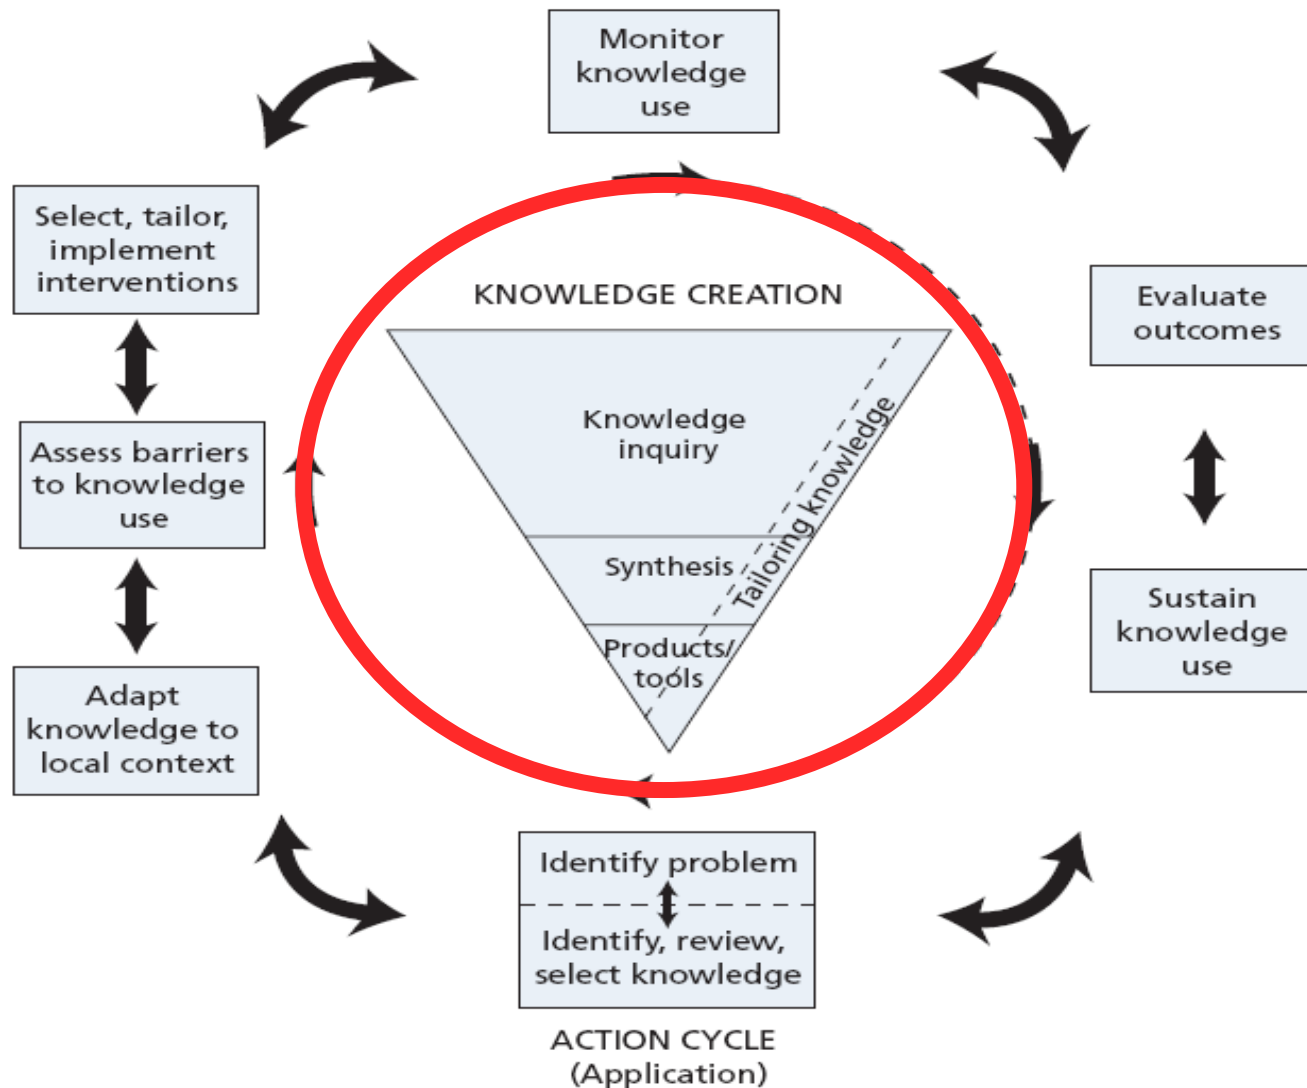 Monitor
knowledge
use
Select, tailor,
implement
interventions
KNOWLEDGE CREATION
Evaluate
outcomes
Knowledge
inquiry
Tailoring knowledge
Assess barriers
to knowledge
use
Synthesis
Sustain
knowledge
use
Products/
tools
Adapt
knowledge to
local context
Identify problem
Identify, review,
select knowledge
ACTION CYCLE
(Application)